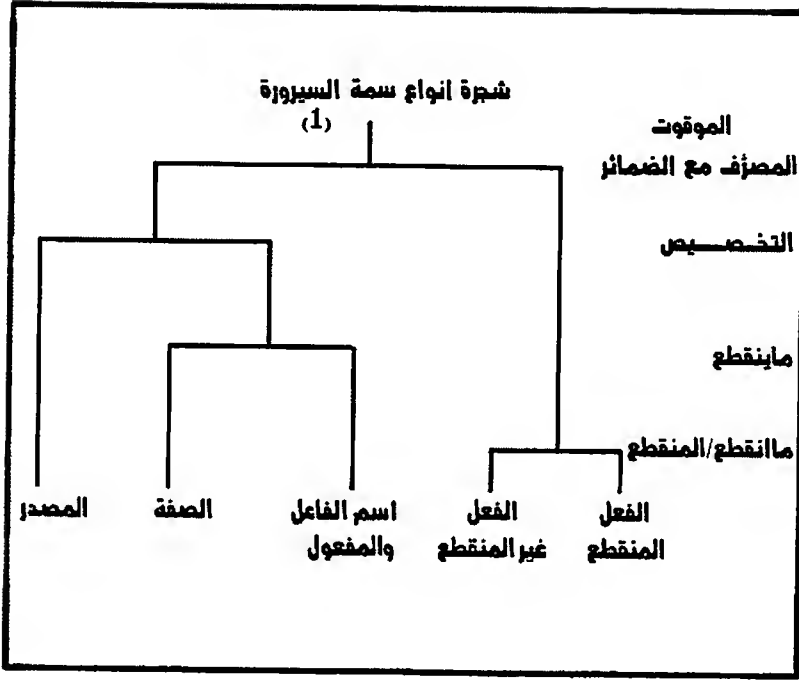 شجرة انواع سمة السيرورة
(1)
الموقوت
المصرّف مع الضمائر
التخـصــــيص
ماينقطع
ماانقطع/المنقطع
الفعل
المنقطع
الفعل
غير المنقطع
اسم الفاعل
والمفعول
الصفة
المصدر